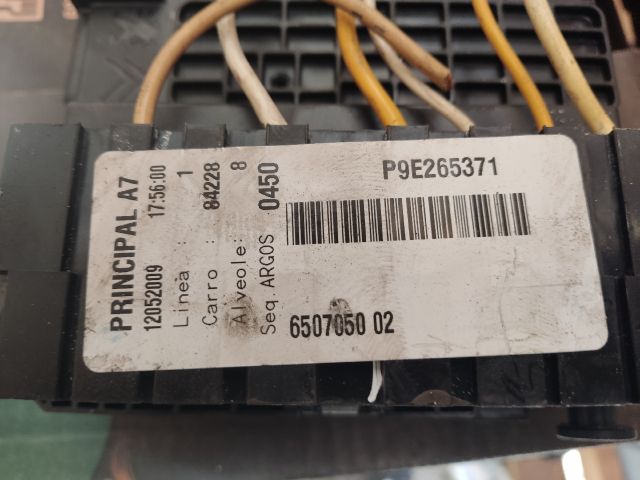 PRINCIPAL A7
12052009 17:56:00
Linea : 1
Carro : 84228
Alveole: 8
Seq.ARGOS 0450
P9E265371
6507050 02